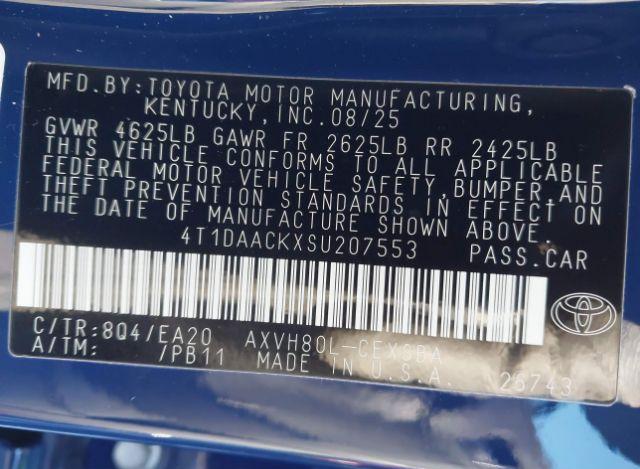 MFD.BY:TOYOTA MOTOR MANUFACTURING,
KENTUCKY,INC.08/25
GVWR 4625LB GAWR FR 2625LB RR 2425LB
THIS VEHICLE CONFORMS TO ALL APPLICABLE
FEDERAL MOTOR VEHICLE SAFETY,BUMPER,AND
THEFT PREVENTION STANDARDS IN EFFECT ON
THE DATE OF MANUFACTURE SHOWN ABOVE.
4T1DAACKXSU207553 PASS.CAR
C/TR:8Q4/EA20 AXVH80L-CEXSBA
A/TM: /PB11 MADE IN U.S.A. 26743